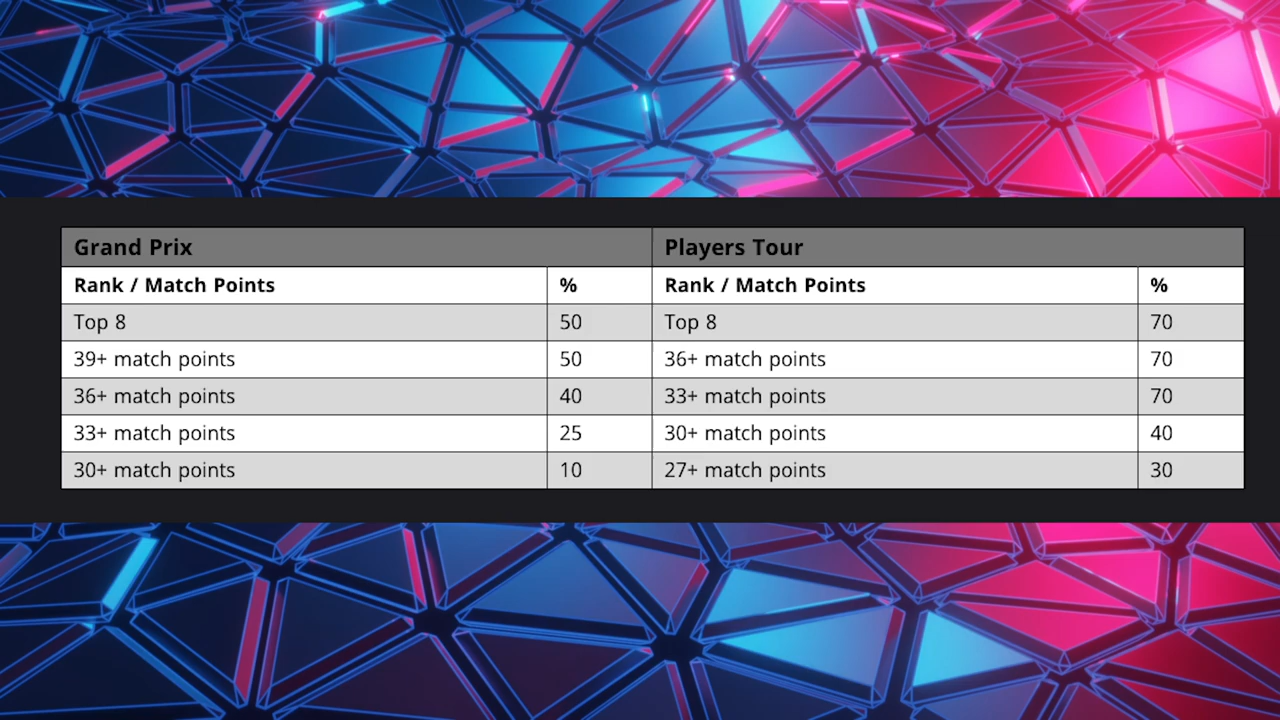 Grand Prix Players Tour
Rank / Match Points % Rank / Match Points %
Top 8 50 Top 8 70
39+ match points 50 36+ match points 70
36+ match points 40 33+ match points 70
33+ match points 25 30+ match points 40
30+ match points 10 27+ match points 30